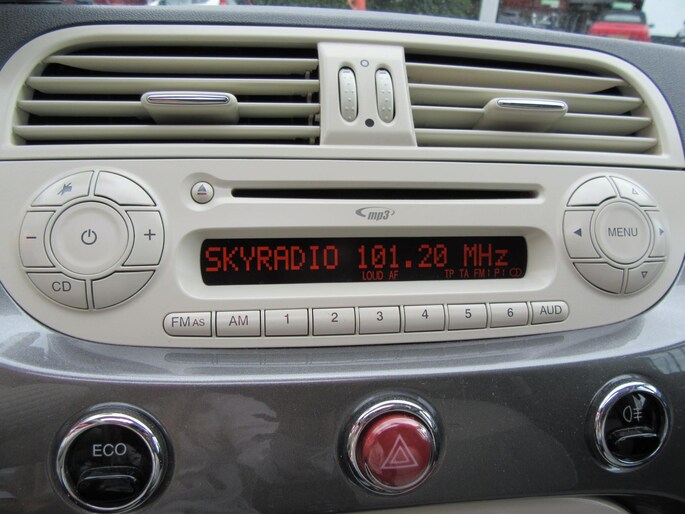 mp3
SKYRADIO 101.20 MHz
LOUD AF TP TA FM
CD
MENU
FM AS AM 1 2 3 4 5 6 AUD
ECO